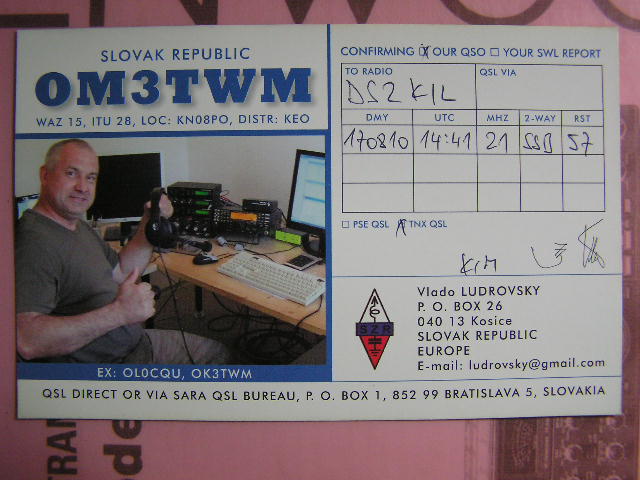 SLOVAK REPUBLIC
OM3TWM
WAZ 15, ITU 28, LOC: KN08PO, DISTR: KEO
CONFIRMING OUR QSO YOUR SWL REPORT
TO RADIO QSL VIA
DS2KIL
DMY UTC MHZ 2-WAY RST
170810 14:41 21 SSB 57
PSE QSL TNX QSL
KIM
SZR
Vlado LUDROVSKY
P. O. BOX 26
040 13 Kosice
SLOVAK REPUBLIC
EUROPE
E-mail: ludrovsky@gmail.com
EX: OL0CQU, OK3TWM
QSL DIRECT OR VIA SARA QSL BUREAU, P. O. BOX 1, 852 99 BRATISLAVA 5, SLOVAKIA